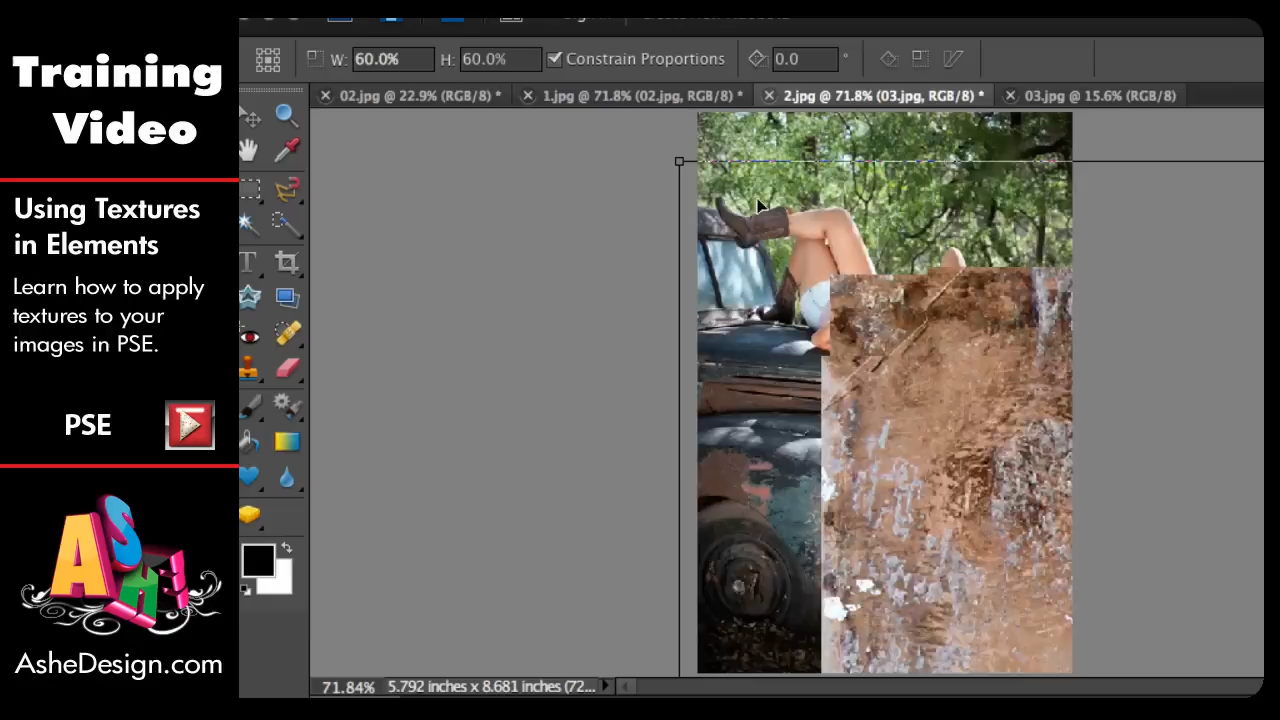 Training
Video
Using Textures
in Elements
Learn how to apply
textures to your
images in PSE.
PSE
ASHE
AsheDesign.com
W: 60.0% H: 60.0% Constrain Proportions 0.0 °
02.jpg @ 22.9% (RGB/8) * 1.jpg @ 71.8% (02.jpg, RGB/8) * 2.jpg @ 71.8% (03.jpg, RGB/8) * 03.jpg @ 15.6% (RGB/8)
T
71.84% 5.792 inches x 8.681 inches (72...